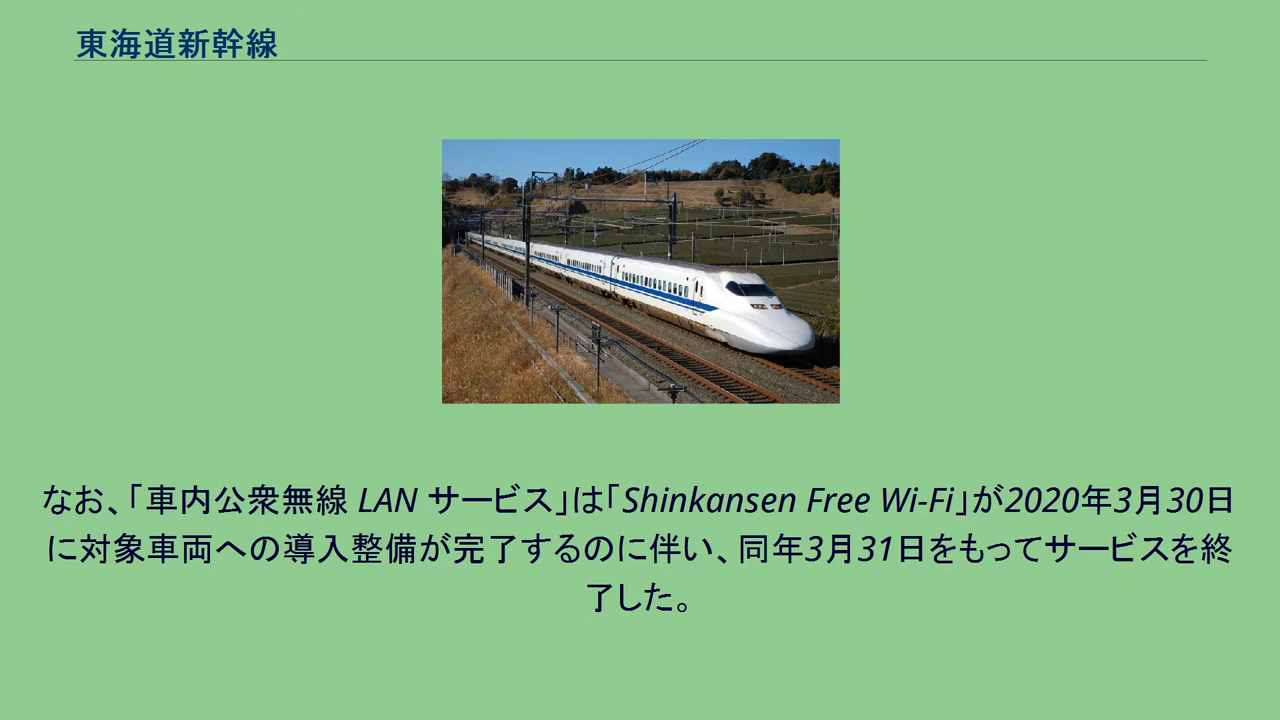 東海道新幹線
なお、「車内公衆無線 LAN サービス」は「Shinkansen Free Wi-Fi」が2020年3月30日
に対象車両への導入整備が完了するのに伴い、同年3月31日をもってサービスを終
了した。